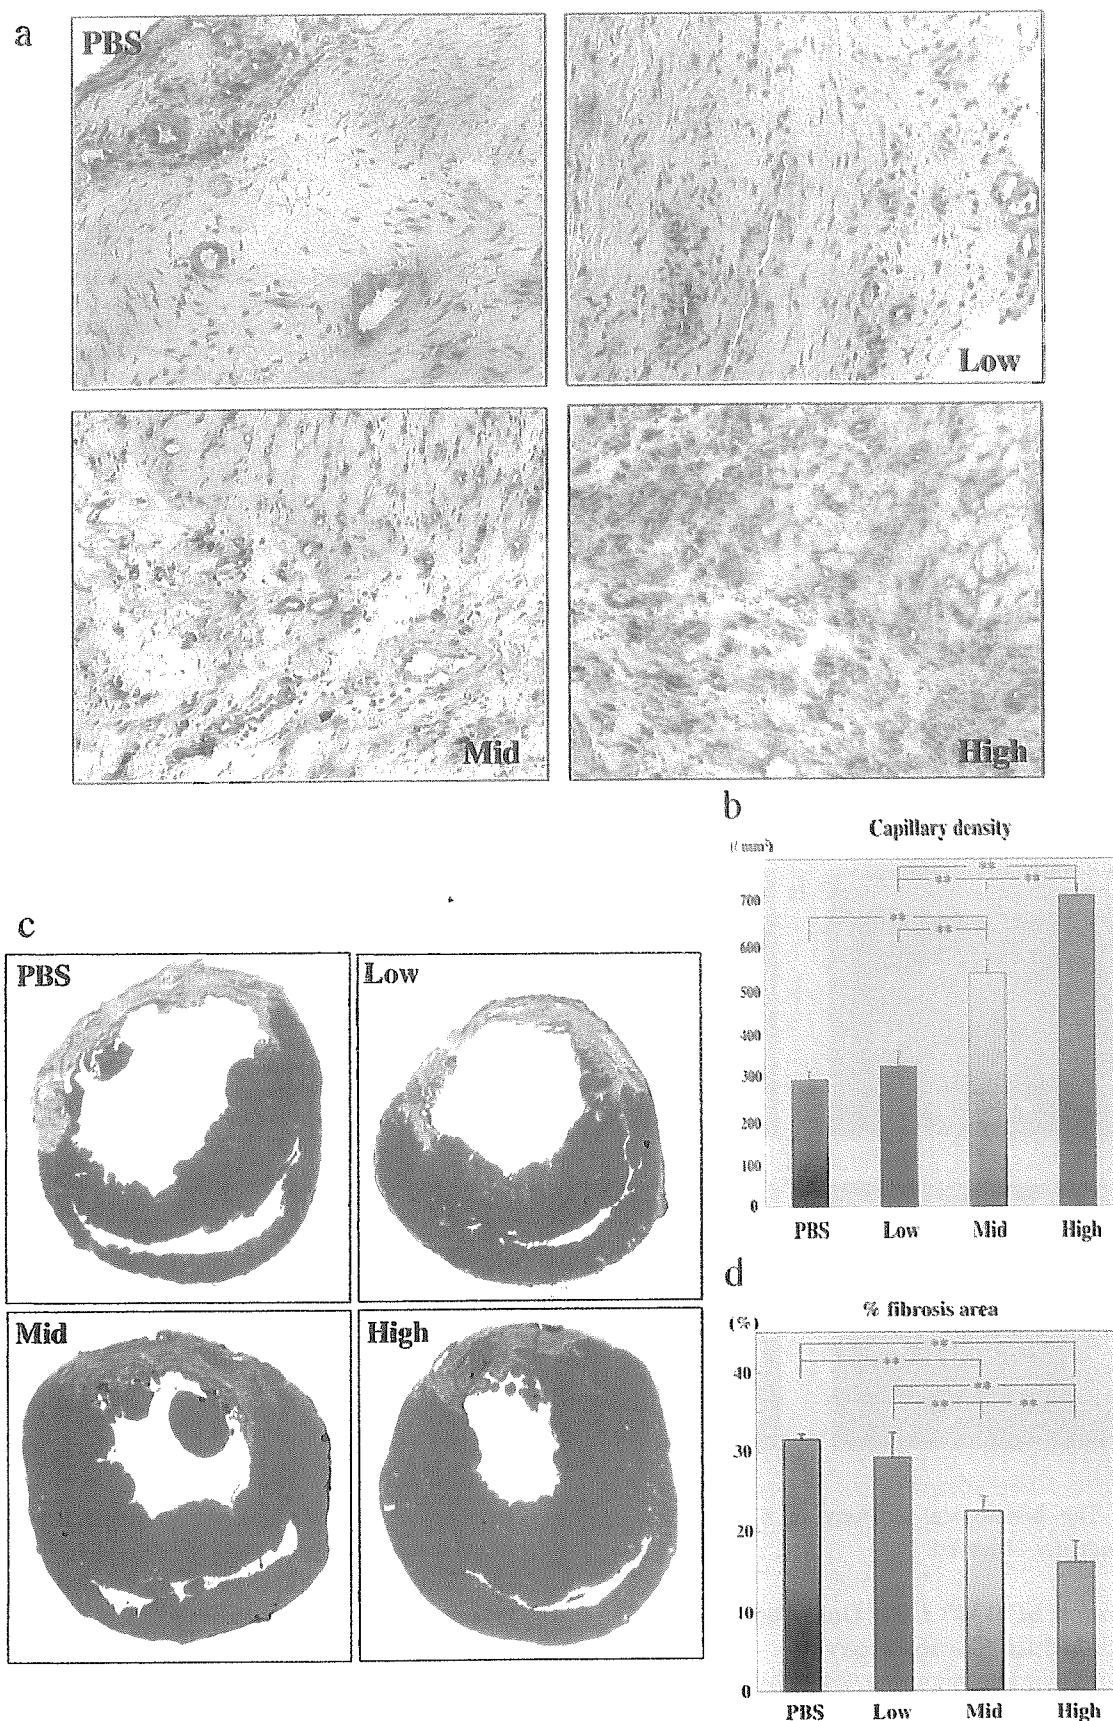 a
PBS
Low
Mid
High
b
Capillary density
(/ mm²)
700
600
500
400
300
200
100
0
**
**
**
**
**
PBS Low Mid High
c
PBS
Low
Mid
High
d
% fibrosis area
(%)
40
30
20
10
0
**
**
**
**
**
PBS Low Mid High